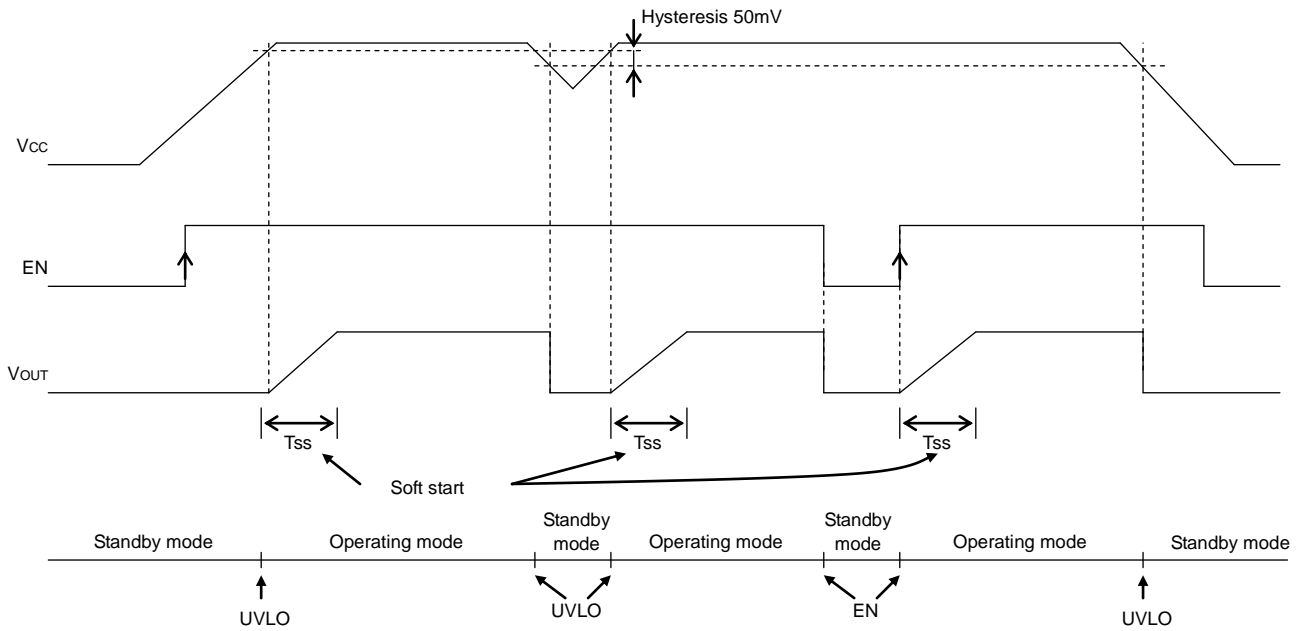 Hysteresis 50mV
VCC
EN
VOUT
Tss
Tss
Tss
Soft start
Standby mode
Operating mode
Standby
mode
Operating mode
Standby
mode
Operating mode
Standby mode
UVLO
UVLO
EN
UVLO